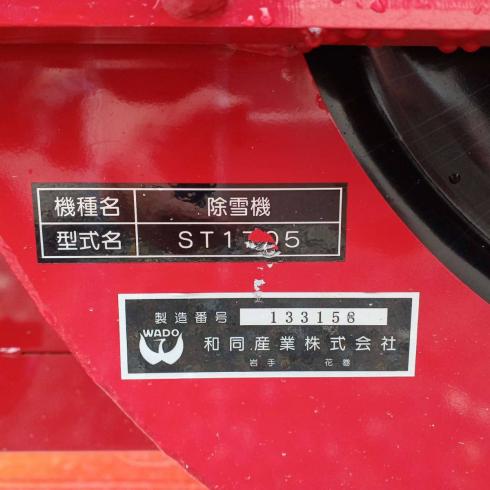 機種名 除雪機
型式名
製造番号 133158
WADO
和同産業株式会社
岩手 花巻